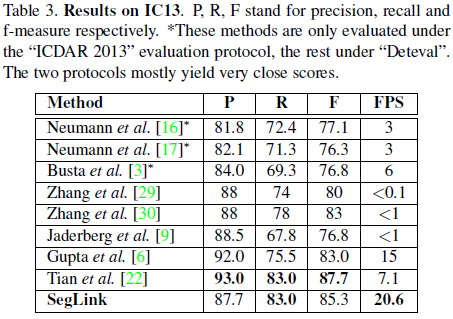 Table 3. Results on IC13. P, R, F stand for precision, recall and
f-measure respectively. *These methods are only evaluated under
the “ICDAR 2013” evaluation protocol, the rest under “Deteval”.
The two protocols mostly yield very close scores.
Method P R F FPS
Neumann et al. [16]* 81.8 72.4 77.1 3
Neumann et al. [17]* 82.1 71.3 76.3 3
Busta et al. [3]* 84.0 69.3 76.8 6
Zhang et al. [29] 88 74 80 <0.1
Zhang et al. [30] 88 78 83 <1
Jaderberg et al. [9] 88.5 67.8 76.8 <1
Gupta et al. [6] 92.0 75.5 83.0 15
Tian et al. [22] 93.0 83.0 87.7 7.1
SegLink 87.7 83.0 85.3 20.6